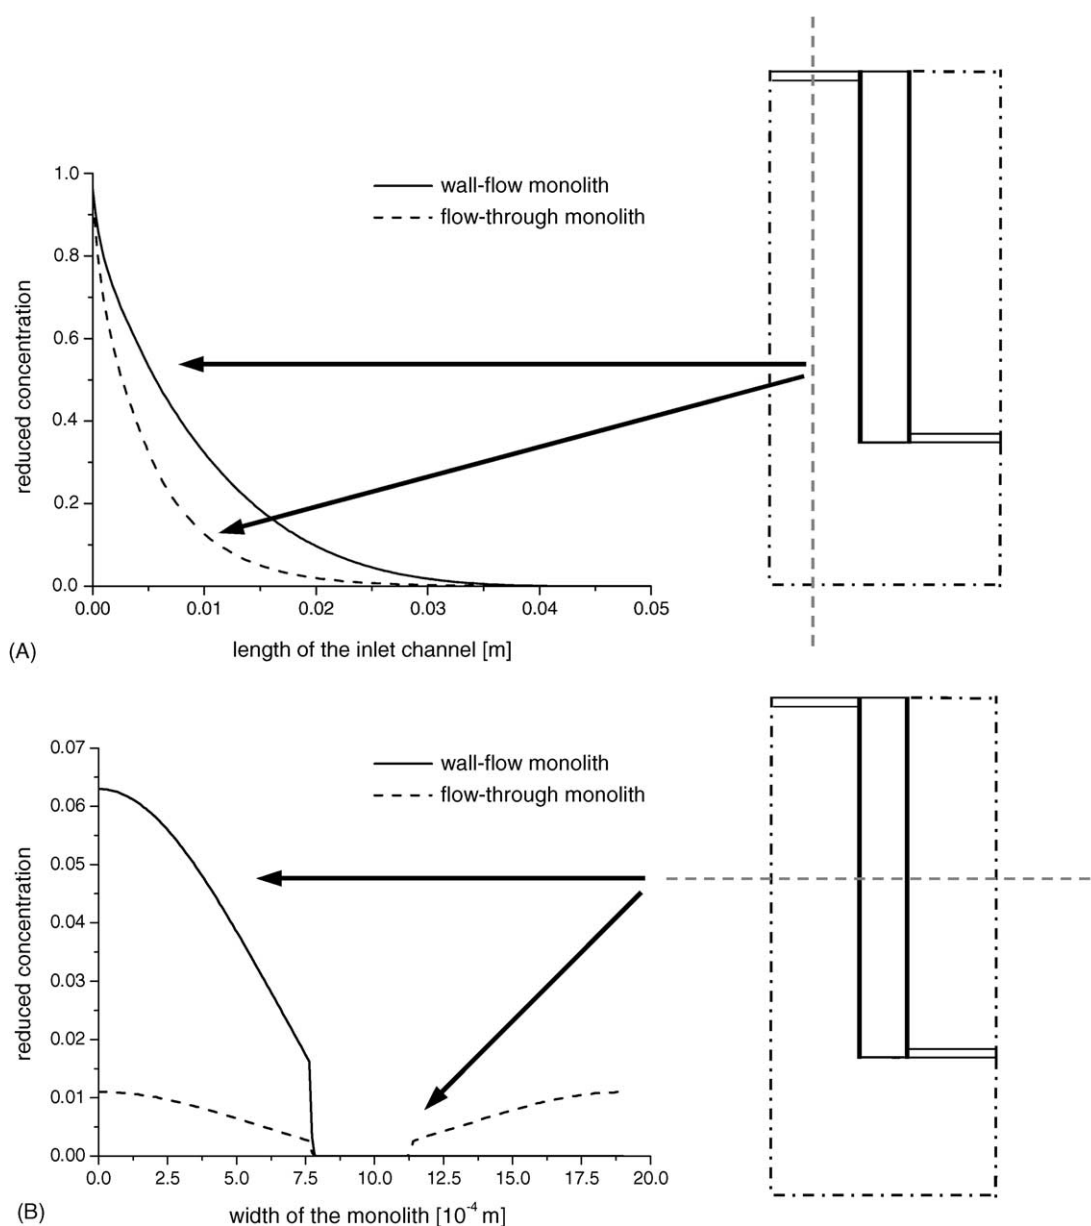 wall-flow monolith
flow-through monolith
1.0
0.8
0.6
0.4
0.2
0.0
reduced concentration
0.00 0.01 0.02 0.03 0.04 0.05
length of the inlet channel [m]
(A)
wall-flow monolith
flow-through monolith
0.07
0.06
0.05
0.04
0.03
0.02
0.01
0.00
reduced concentration
0.0 2.5 5.0 7.5 10.0 12.5 15.0 17.5 20.0
width of the monolith [10⁻⁴ m]
(B)